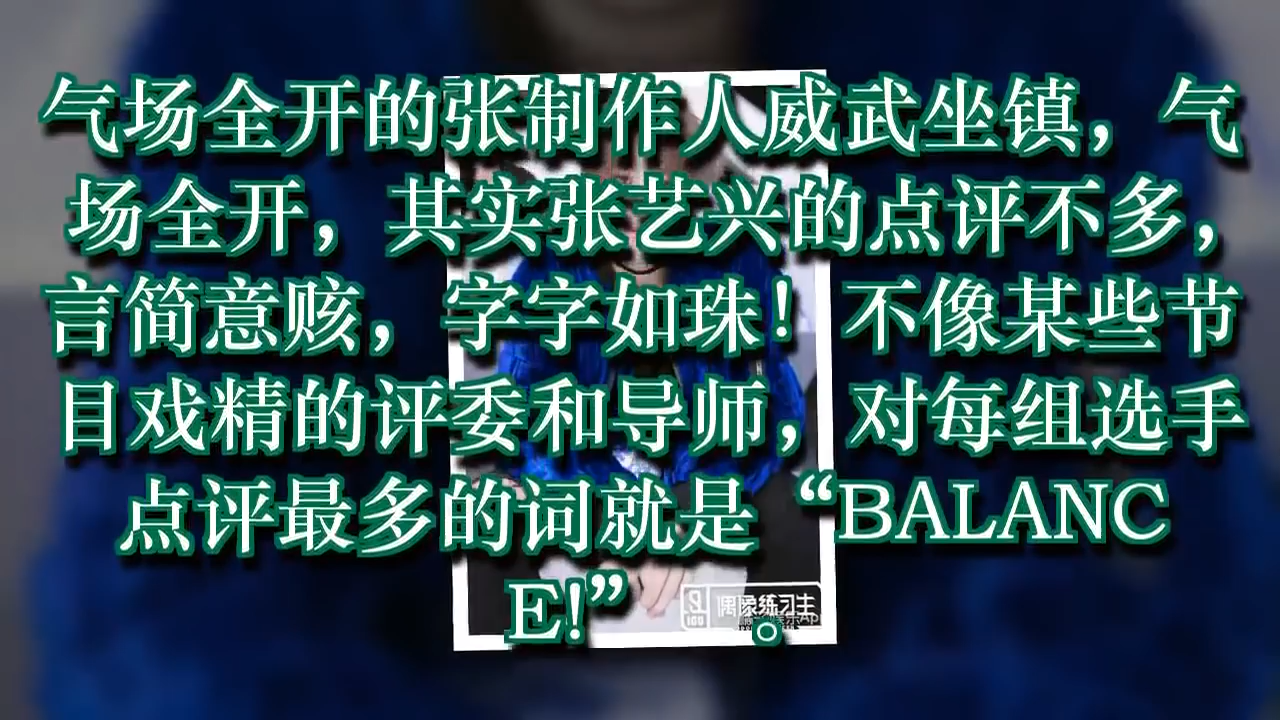 气场全开的张制作人威武坐镇，气
场全开，其实张艺兴的点评不多，
言简意赅，字字如珠！不像某些节
目戏精的评委和导师，对每组选手
点评最多的词就是“BALANC
E!”。
偶像练习生